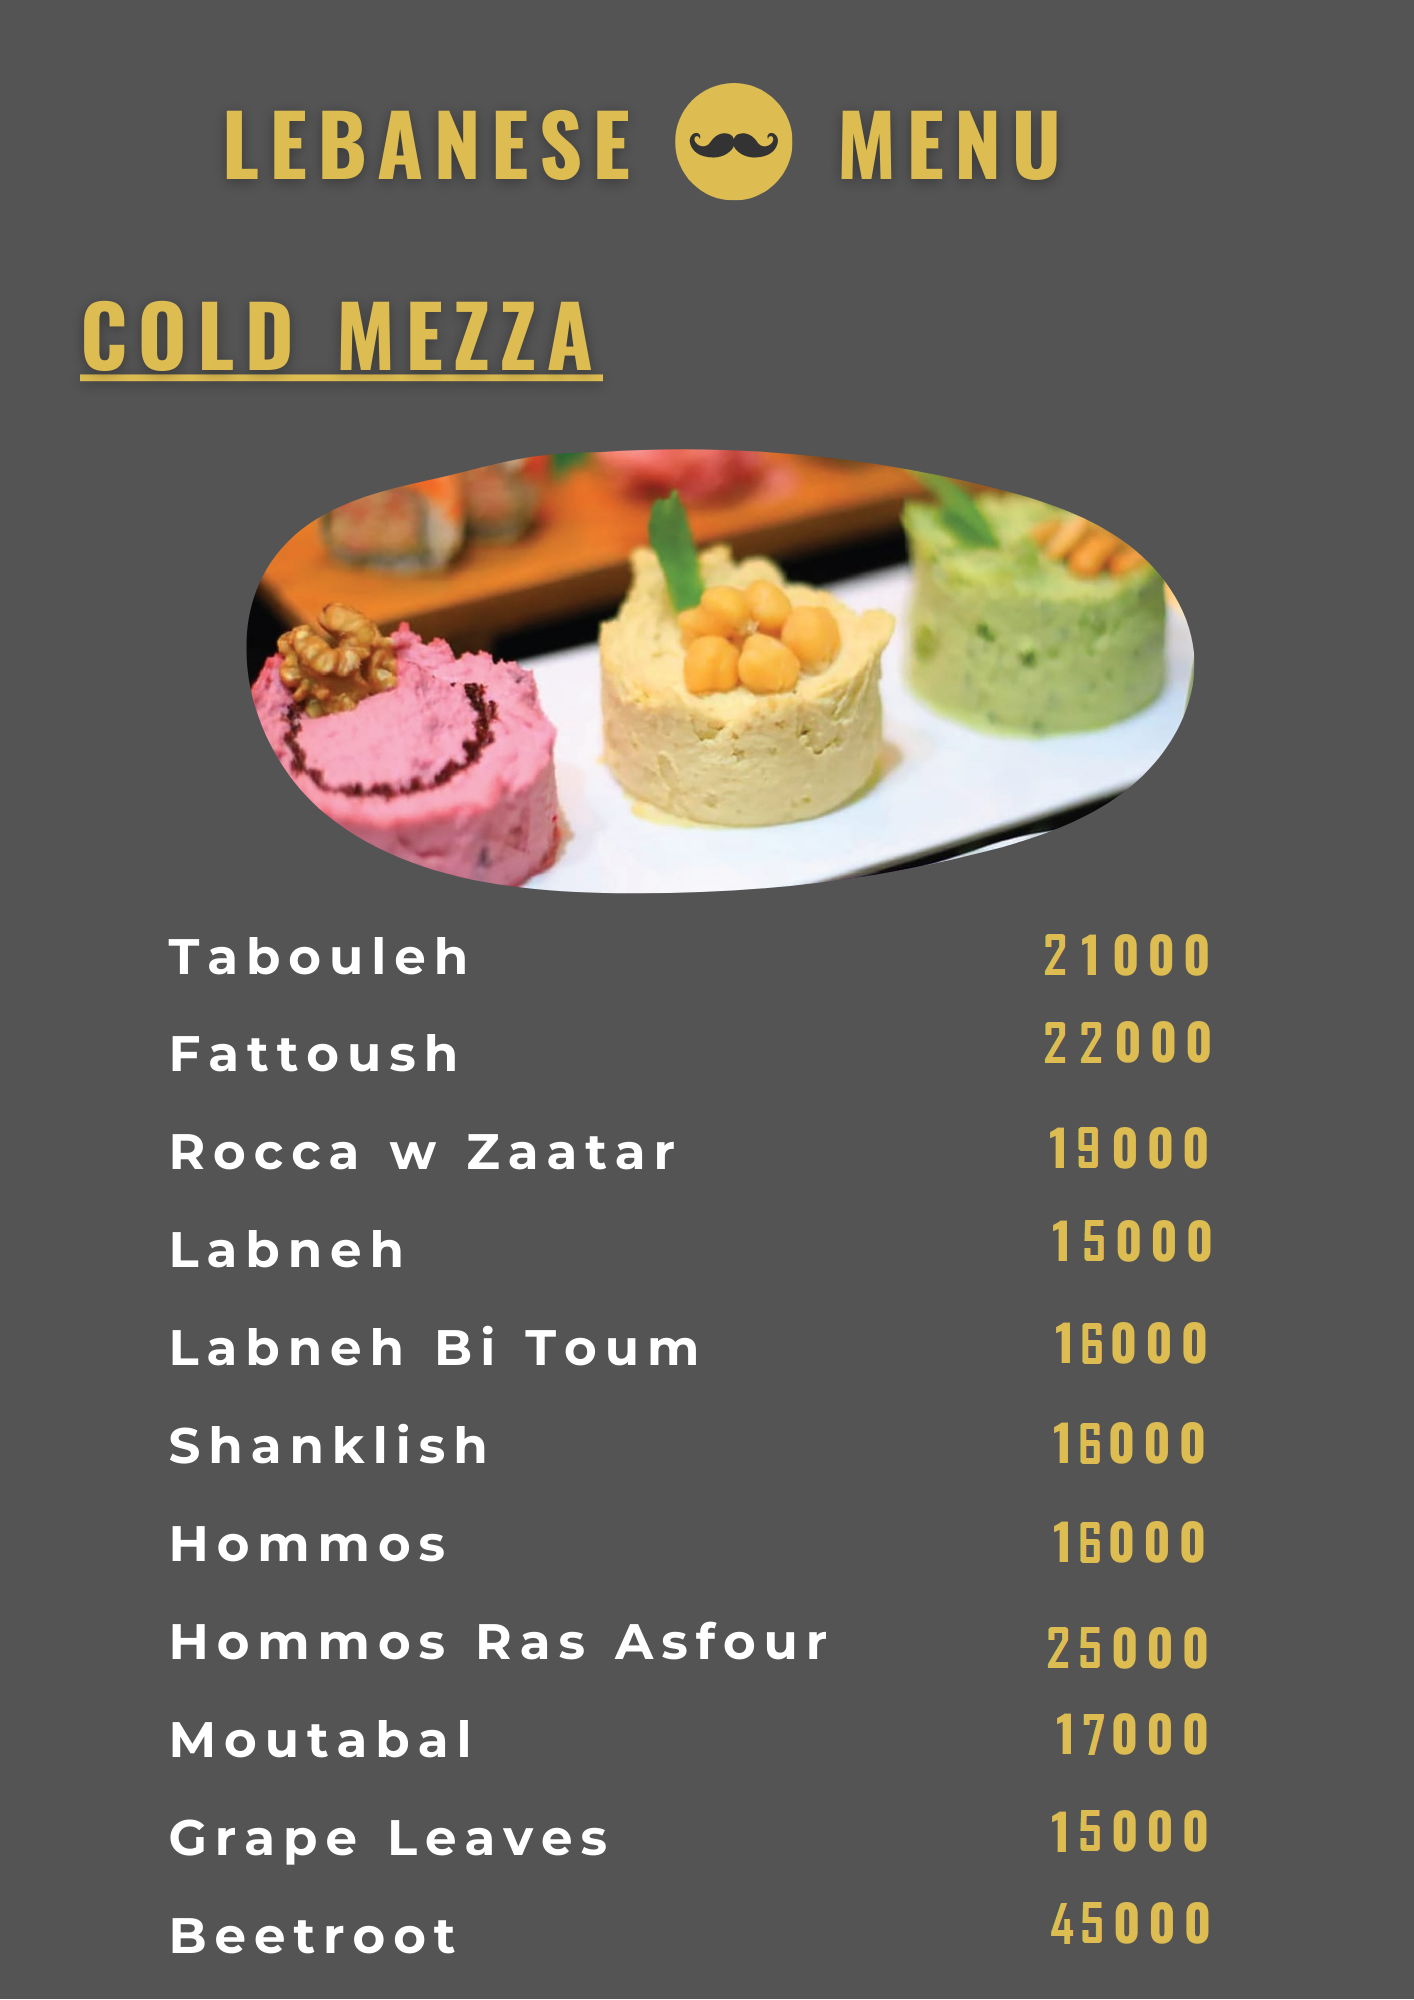 LEBANESE MENU
COLD MEZZA
Tabouleh 21000
Fattoush 22000
Rocca w Zaatar 19000
Labneh 15000
Labneh Bi Toum 16000
Shanklish 16000
Hommos 16000
Hommos Ras Asfour 25000
Moutabal 17000
Grape Leaves 15000
Beetroot 45000